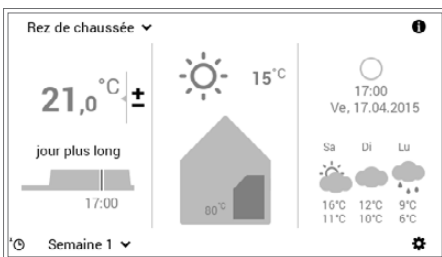 Rez de chaussée
21,0 °C ±
15°C
17:00
Ve, 17.04.2015
jour plus long
17:00
60°C
Sa Di Lu
16°C 12°C 9°C
11°C 10°C 6°C
Semaine 1